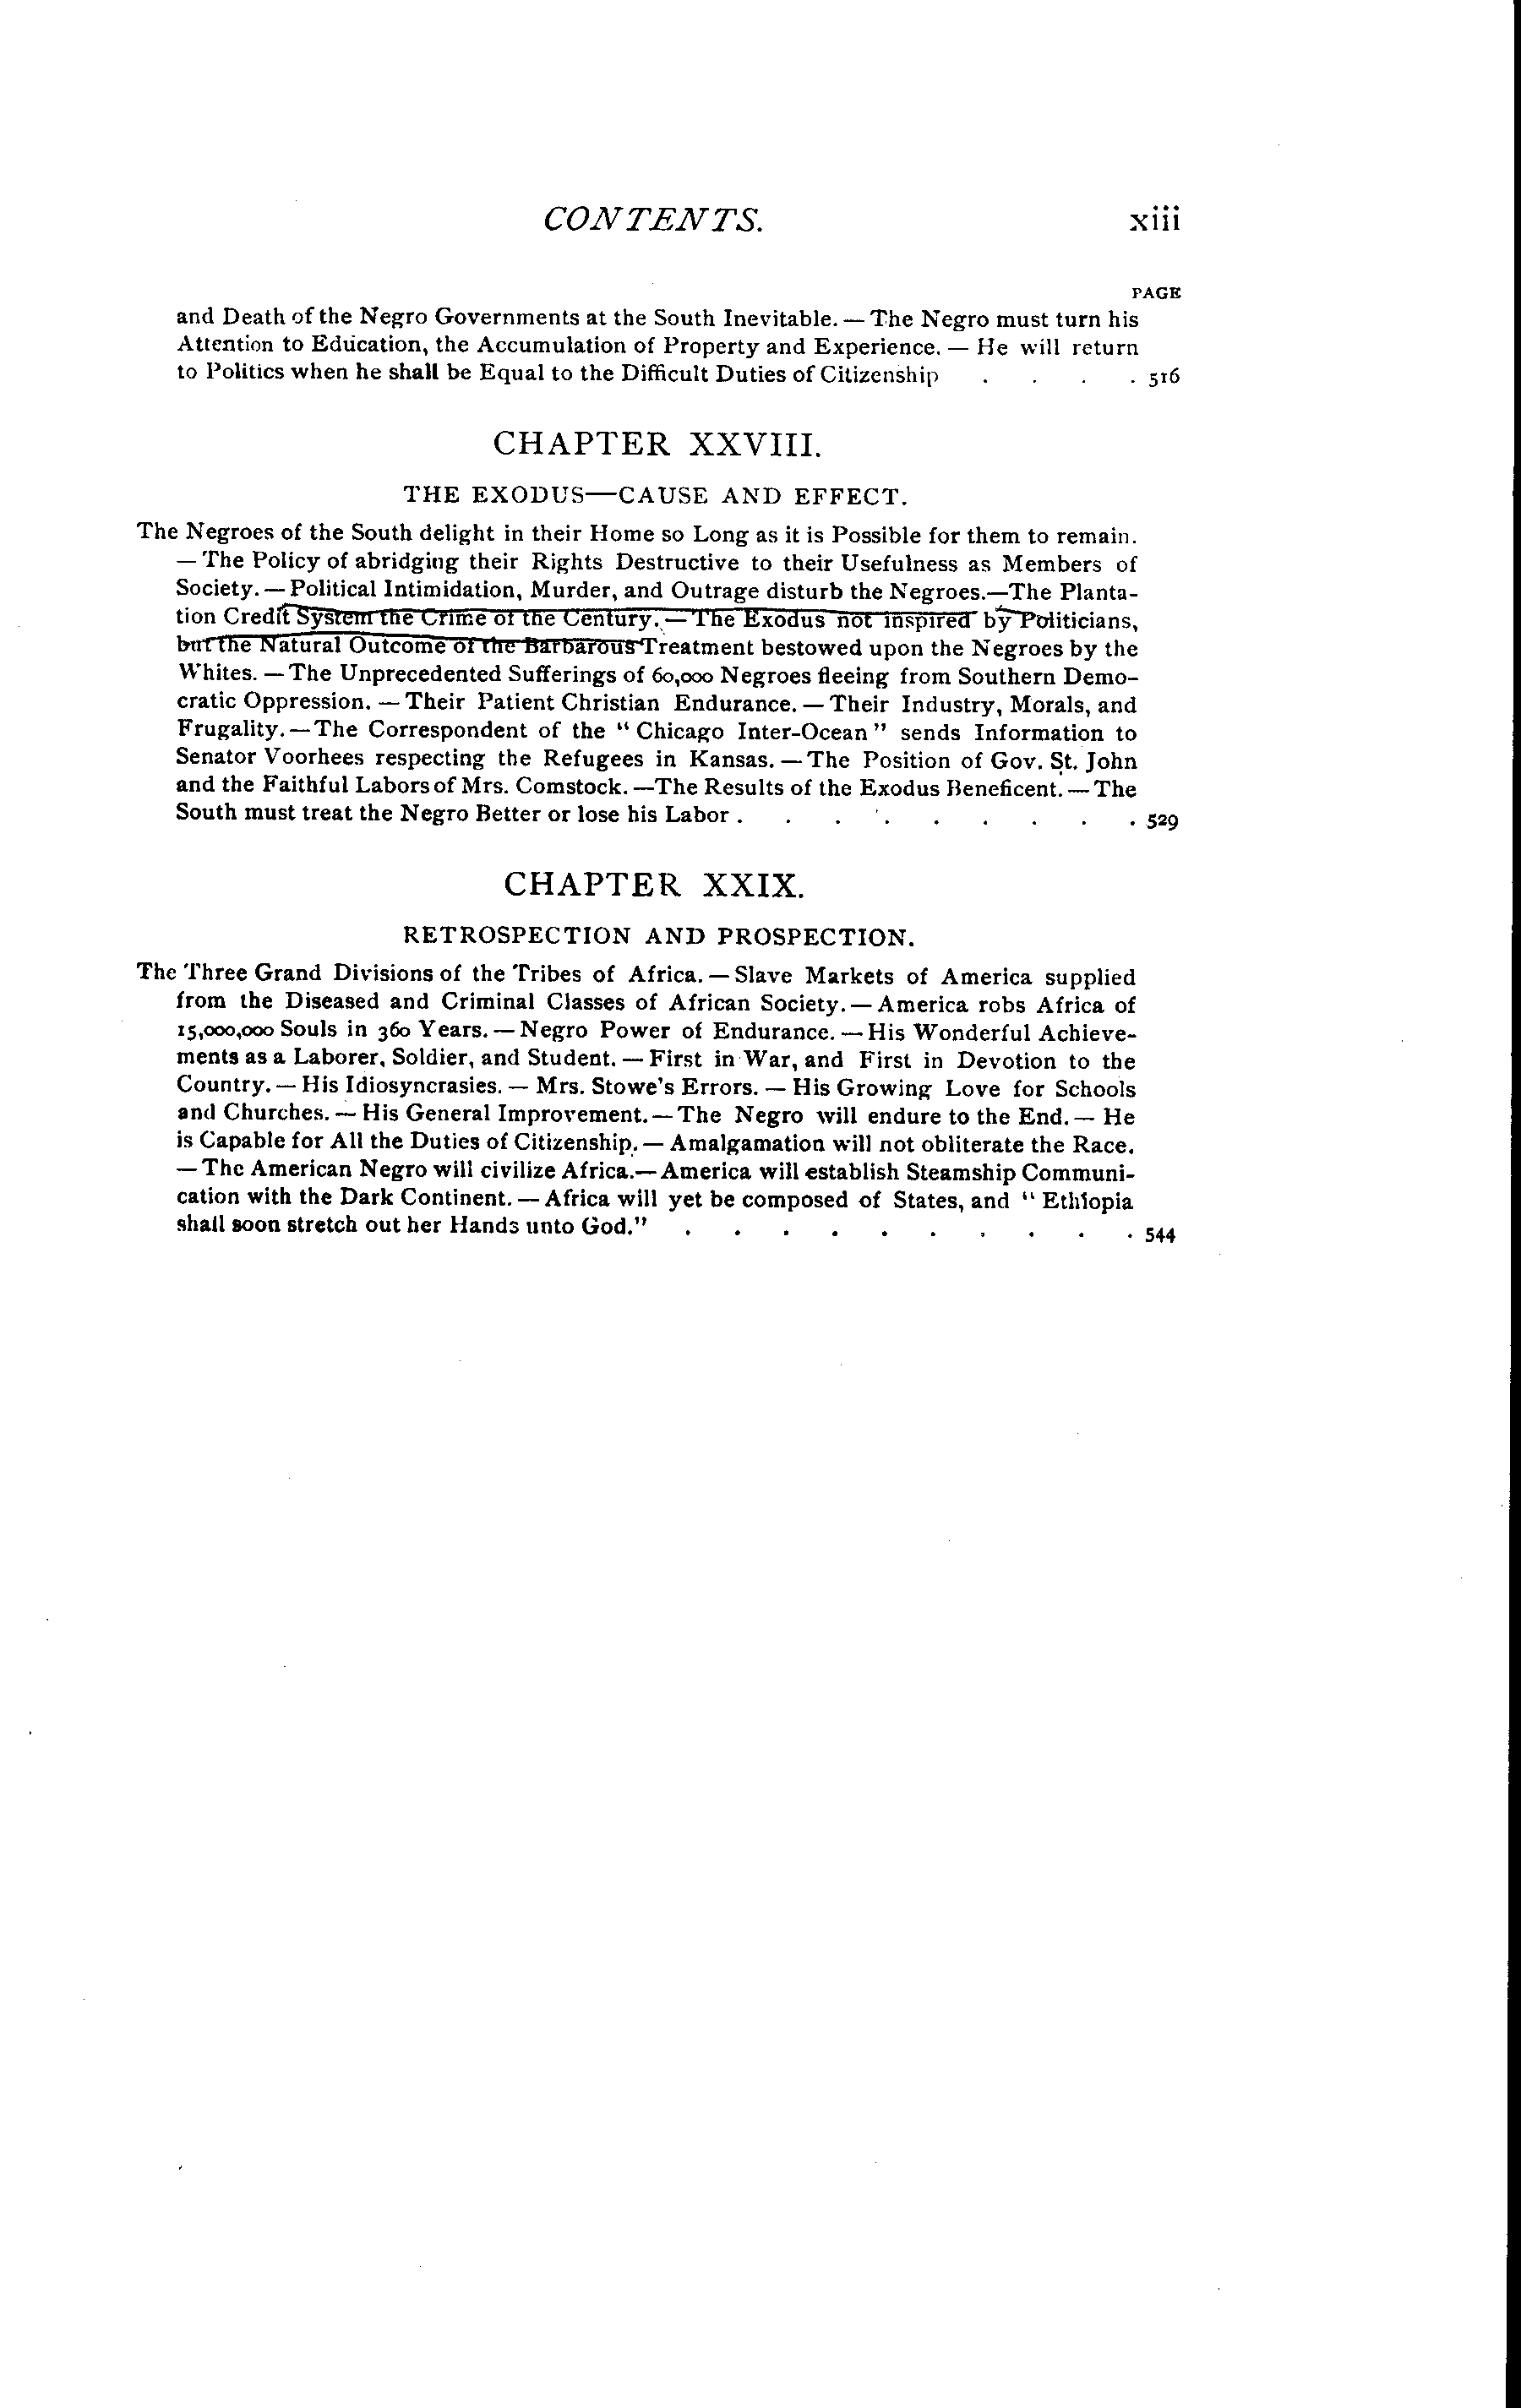 CONTENTS. xiii
PAGE
and Death of the Negro Governments at the South Inevitable. — The Negro must turn his
Attention to Education, the Accumulation of Property and Experience. — He will return
to Politics when he shall be Equal to the Difficult Duties of Citizenship . . . . 516
CHAPTER XXVIII.
THE EXODUS—CAUSE AND EFFECT.
The Negroes of the South delight in their Home so Long as it is Possible for them to remain.
— The Policy of abridging their Rights Destructive to their Usefulness as Members of
Society. — Political Intimidation, Murder, and Outrage disturb the Negroes.—The Planta-
tion Credit System the Crime of the Century. — The Exodus not inspired by Politicians,
but the Natural Outcome of the Barbarous Treatment bestowed upon the Negroes by the
Whites. — The Unprecedented Sufferings of 60,000 Negroes fleeing from Southern Demo-
cratic Oppression. — Their Patient Christian Endurance. — Their Industry, Morals, and
Frugality. — The Correspondent of the "Chicago Inter-Ocean" sends Information to
Senator Voorhees respecting the Refugees in Kansas. — The Position of Gov. St. John
and the Faithful Labors of Mrs. Comstock. —The Results of the Exodus Beneficent. — The
South must treat the Negro Better or lose his Labor . . . . . . . . . 529
CHAPTER XXIX.
RETROSPECTION AND PROSPECTION.
The Three Grand Divisions of the Tribes of Africa. — Slave Markets of America supplied
from the Diseased and Criminal Classes of African Society. — America robs Africa of
15,000,000 Souls in 360 Years. — Negro Power of Endurance. — His Wonderful Achieve-
ments as a Laborer, Soldier, and Student. — First in War, and First in Devotion to the
Country. — His Idiosyncrasies. — Mrs. Stowe's Errors. — His Growing Love for Schools
and Churches. — His General Improvement. — The Negro will endure to the End. — He
is Capable for All the Duties of Citizenship. — Amalgamation will not obliterate the Race.
— The American Negro will civilize Africa. — America will establish Steamship Communi-
cation with the Dark Continent. — Africa will yet be composed of States, and "Ethiopia
shall soon stretch out her Hands unto God." . . . . . . . . . . 544